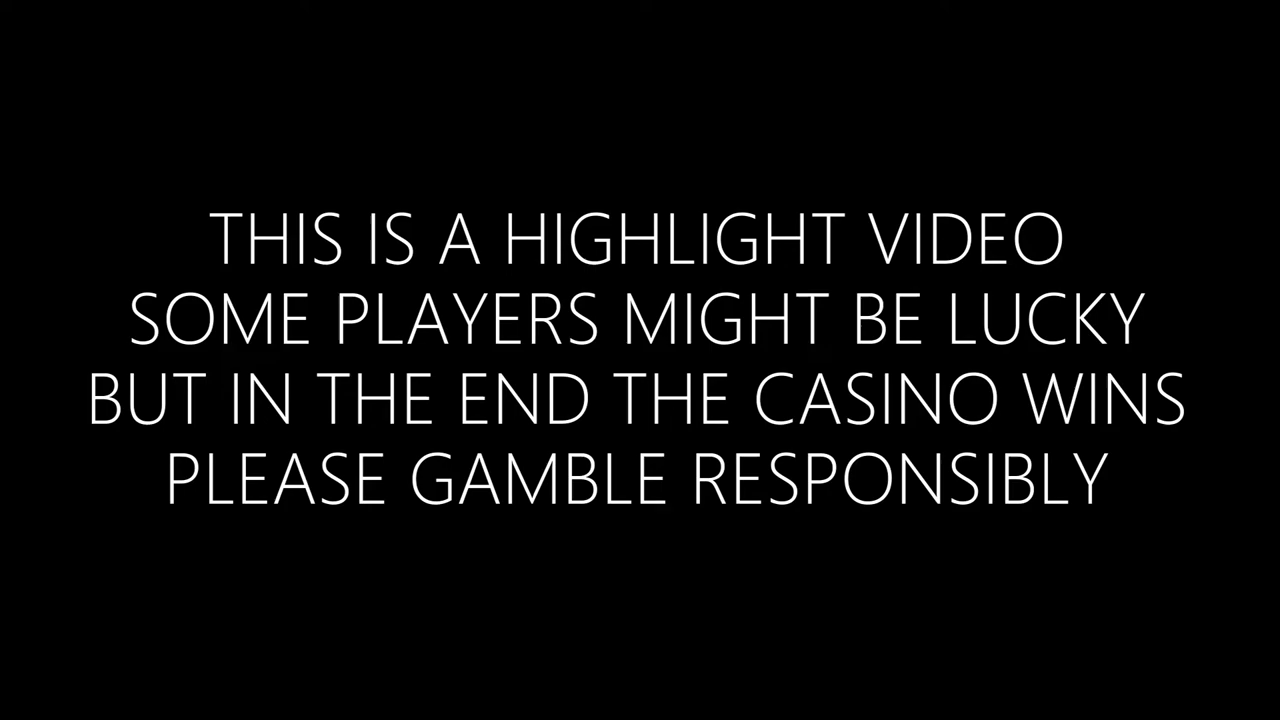 THIS IS A HIGHLIGHT VIDEO
SOME PLAYERS MIGHT BE LUCKY
BUT IN THE END THE CASINO WINS
PLEASE GAMBLE RESPONSIBLY